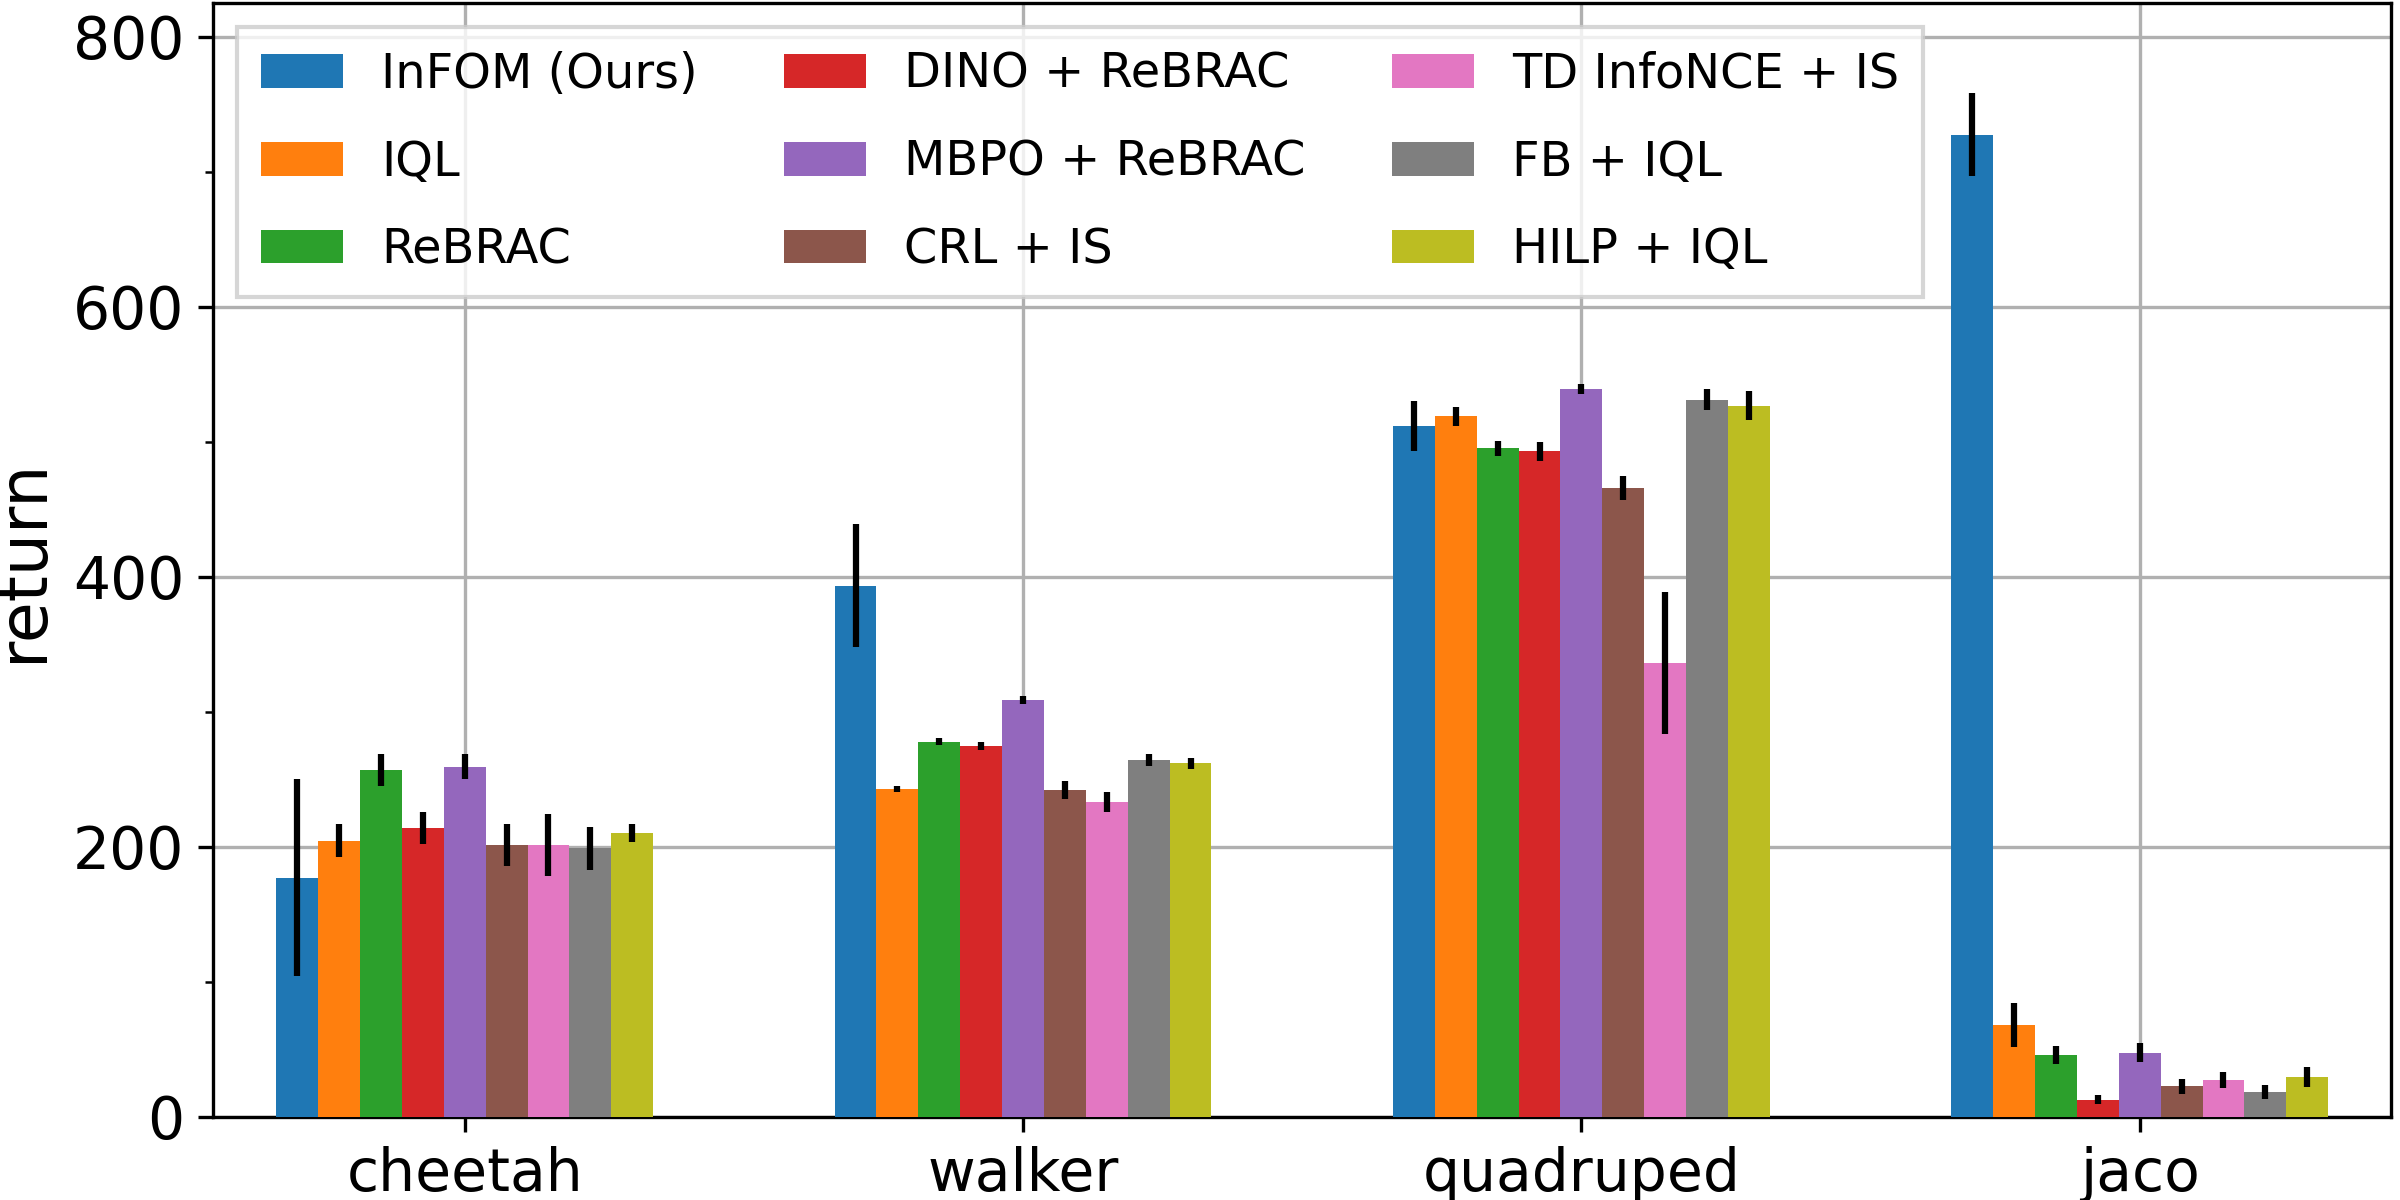 return
800
600
400
200
0
InFOM (Ours)
IQL
ReBRAC
DINO + ReBRAC
MBPO + ReBRAC
CRL + IS
TD InfoNCE + IS
FB + IQL
HILP + IQL
cheetah
walker
quadruped
jaco